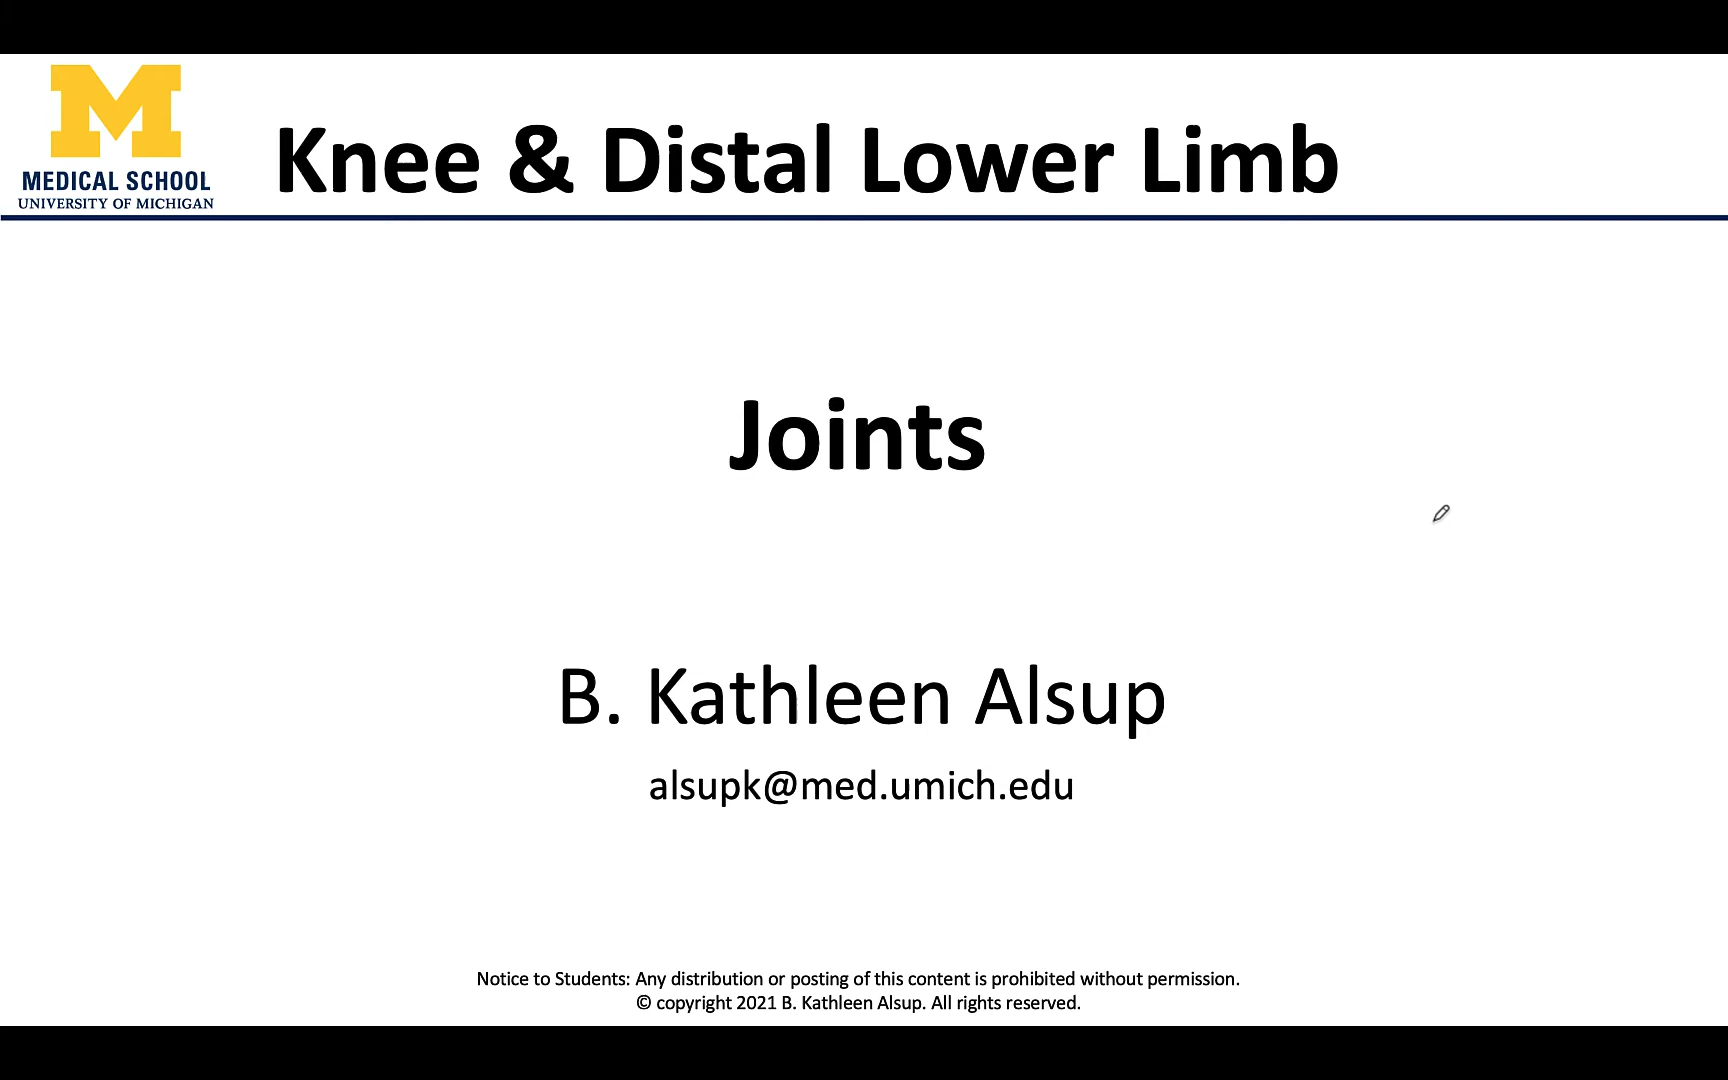 M
MEDICAL SCHOOL
UNIVERSITY OF MICHIGAN
Knee & Distal Lower Limb
Joints
B. Kathleen Alsup
alsupk@med.umich.edu
Notice to Students: Any distribution or posting of this content is prohibited without permission.
© copyright 2021 B. Kathleen Alsup. All rights reserved.